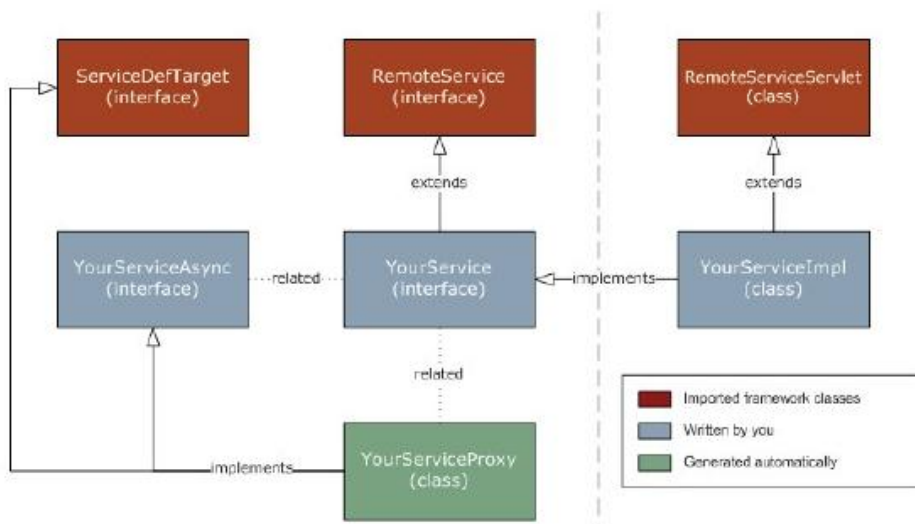 ServiceDefTarget
(interface)
RemoteService
(interface)
RemoteServiceServlet
(class)
extends
extends
YourServiceAsync
(interface)
related
YourService
(interface)
implements
YourServiceImpl
(class)
related
Imported framework classes
Written by you
Generated automatically
implements
YourServiceProxy
(class)